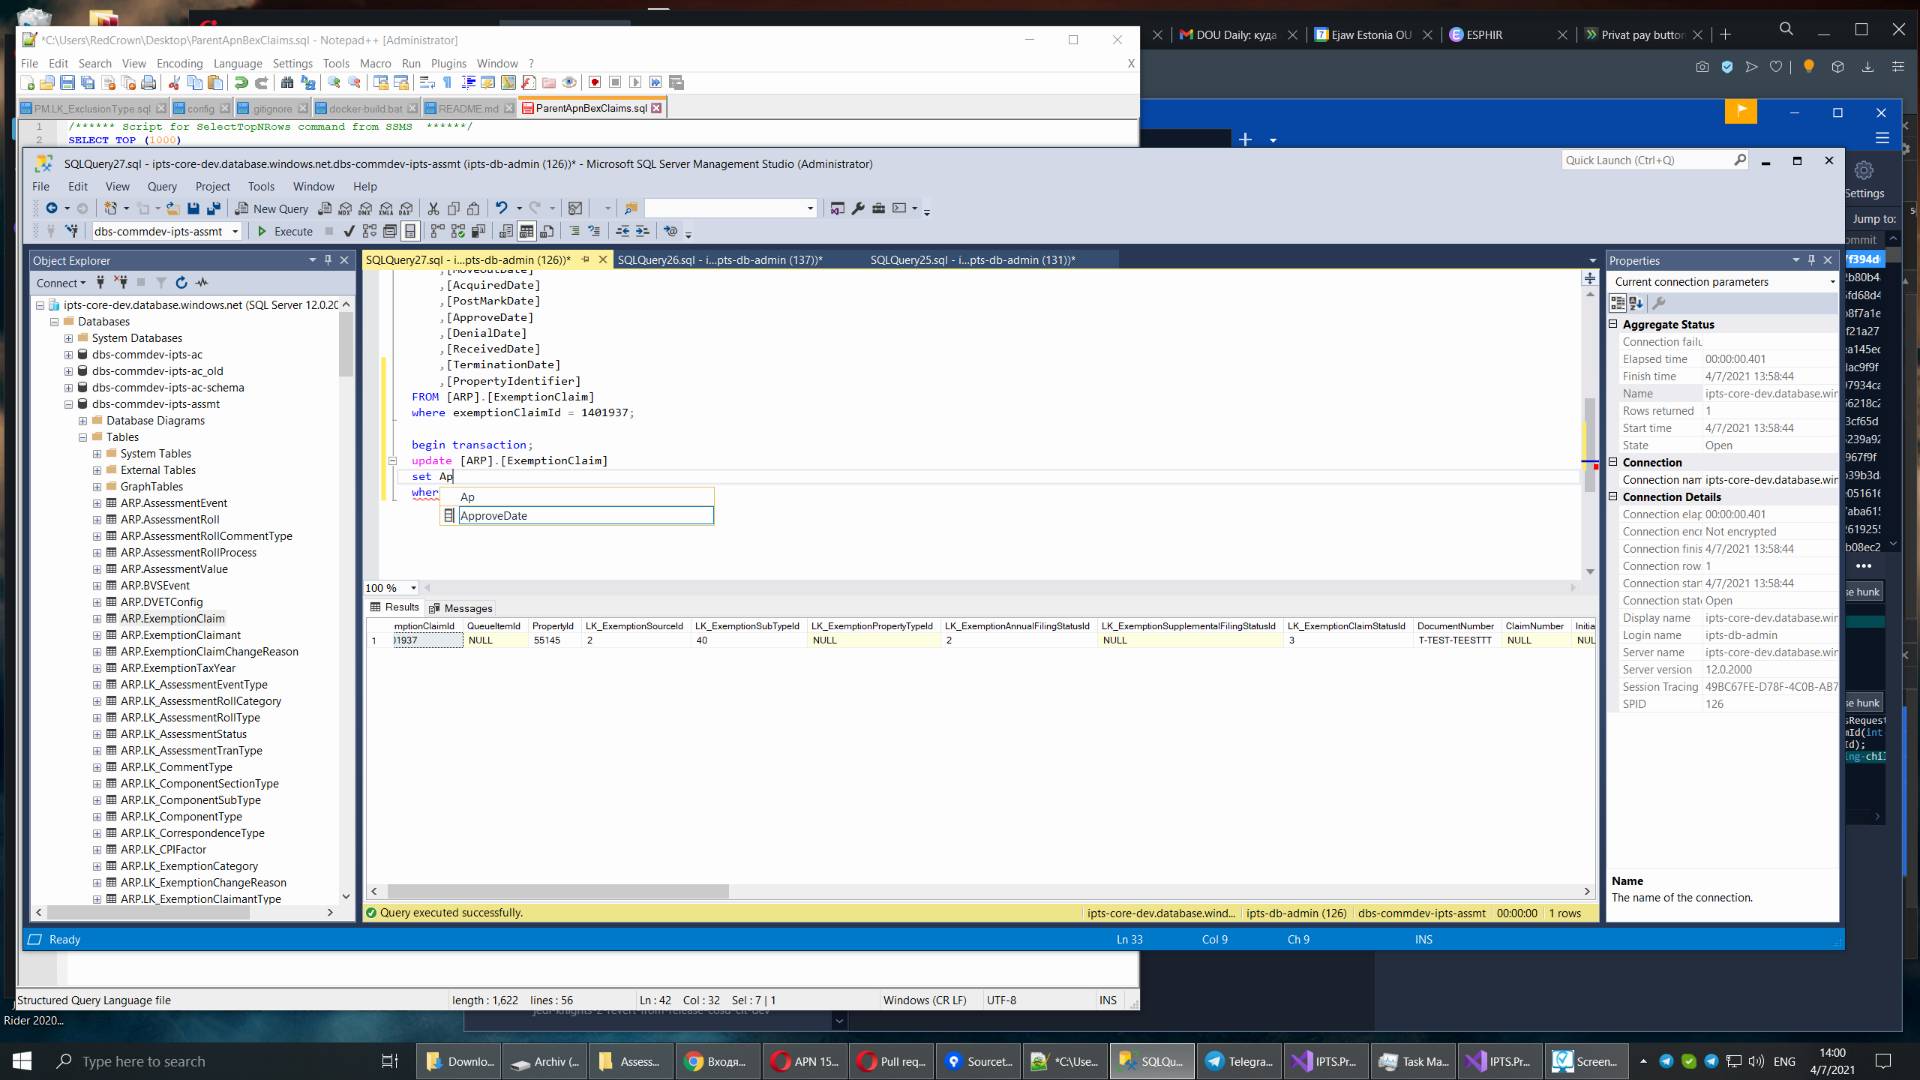 DOU Daily: куда
Ejaw Estonia OU
ESPHIR
Privat pay button
*C:\Users\RedCrown\Desktop\ParentApnBexClaims.sql - Notepad++ [Administrator]
File Edit Search View Encoding Language Settings Tools Macro Run Plugins Window ? X
PM.LK_ExclusionType.sql config .gitignore docker-build.bat README.md ParentApnBexClaims.sql
1 /****** Script for SelectTopNRows command from SSMS ******/
2 SELECT TOP (1000)
SQLQuery27.sql - ipts-core-dev.database.windows.net.dbs-commdev-ipts-assmt (ipts-db-admin (126))* - Microsoft SQL Server Management Studio (Administrator)
Quick Launch (Ctrl+Q)
File Edit View Query Project Tools Window Help
New Query
dbs-commdev-ipts-assmt Execute
Settings
Jump to:
Object Explorer
Connect
ipts-core-dev.database.windows.net (SQL Server 12.0.20
Databases
System Databases
dbs-commdev-ipts-ac
dbs-commdev-ipts-ac_old
dbs-commdev-ipts-ac-schema
dbs-commdev-ipts-assmt
Database Diagrams
Tables
System Tables
External Tables
GraphTables
ARP.AssessmentEvent
ARP.AssessmentRoll
ARP.AssessmentRollCommentType
ARP.AssessmentRollProcess
ARP.AssessmentValue
ARP.BVSEvent
ARP.DVETConfig
ARP.ExemptionClaim
ARP.ExemptionClaimant
ARP.ExemptionClaimChangeReason
ARP.ExemptionTaxYear
ARP.LK_AssessmentEventType
ARP.LK_AssessmentRollCategory
ARP.LK_AssessmentRollType
ARP.LK_AssessmentStatus
ARP.LK_AssessmentTranType
ARP.LK_CommentType
ARP.LK_ComponentSectionType
ARP.LK_ComponentSubType
ARP.LK_ComponentType
ARP.LK_CorrespondenceType
ARP.LK_CPIFactor
ARP.LK_ExemptionCategory
ARP.LK_ExemptionChangeReason
ARP.LK_ExemptionClaimantType
SQLQuery27.sql - i...pts-db-admin (126))* SQLQuery26.sql - i...pts-db-admin (137))* SQLQuery25.sql - i...pts-db-admin (131))*
,[MoveOutDate]
,[AcquiredDate]
,[PostMarkDate]
,[ApproveDate]
,[DenialDate]
,[ReceivedDate]
,[TerminationDate]
,[PropertyIdentifier]
FROM [ARP].[ExemptionClaim]
where exemptionClaimId = 1401937;
begin transaction;
update [ARP].[ExemptionClaim]
set Ap
wher
Ap
ApproveDate
100 %
Results Messages
mptionClaimId QueueItemId PropertyId LK_ExemptionSourceId LK_ExemptionSubTypeId LK_ExemptionPropertyTypeId LK_ExemptionAnnualFilingStatusId LK_ExemptionSupplementalFilingStatusId LK_ExemptionClaimStatusId DocumentNumber ClaimNumber Initia
1 01937 NULL 55145 2 40 NULL 2 NULL 3 T-TEST-TEESTTT NULL NUL
Query executed successfully.
ipts-core-dev.database.wind... ipts-db-admin (126) dbs-commdev-ipts-assmt 00:00:00 1 rows
Properties
Current connection parameters
Aggregate Status
Connection failu
Elapsed time 00:00:00.401
Finish time 4/7/2021 13:58:44
Name ipts-core-dev.database.wir
Rows returned 1
Start time 4/7/2021 13:58:44
State Open
Connection
Connection nam ipts-core-dev.database.wir
Connection Details
Connection elap 00:00:00.401
Connection encr Not encrypted
Connection finis 4/7/2021 13:58:44
Connection row 1
Connection star 4/7/2021 13:58:44
Connection stat Open
Display name ipts-core-dev.database.wir
Login name ipts-db-admin
Server name ipts-core-dev.database.wir
Server version 12.0.2000
Session Tracing 49BC67FE-D78F-4C0B-AB7
SPID 126
Name
The name of the connection.
se hunk
se hunk
Ready Ln 33 Col 9 Ch 9 INS
Structured Query Language file length : 1,622 lines : 56 Ln : 42 Col : 32 Sel : 7 | 1 Windows (CR LF) UTF-8 INS
Rider 2020...
Type here to search
Downlo... Archiv (... Assess... Входя... APN 15... Pull req... Sourcet... *C:\Use... SQLQu... Telegra... IPTS.Pr... Task Ma... IPTS.Pr... Screen...
ENG
14:00
4/7/2021